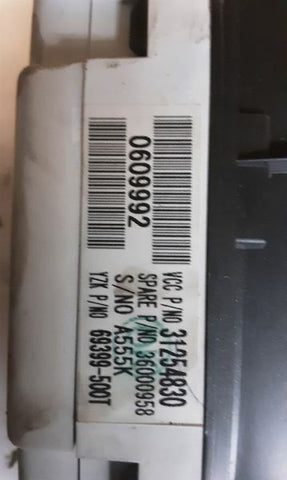 0609992
VCC P/NO 31254830
SPARE P/NO 36000958
S/NO A555K
YZK P/NO 69399-500T